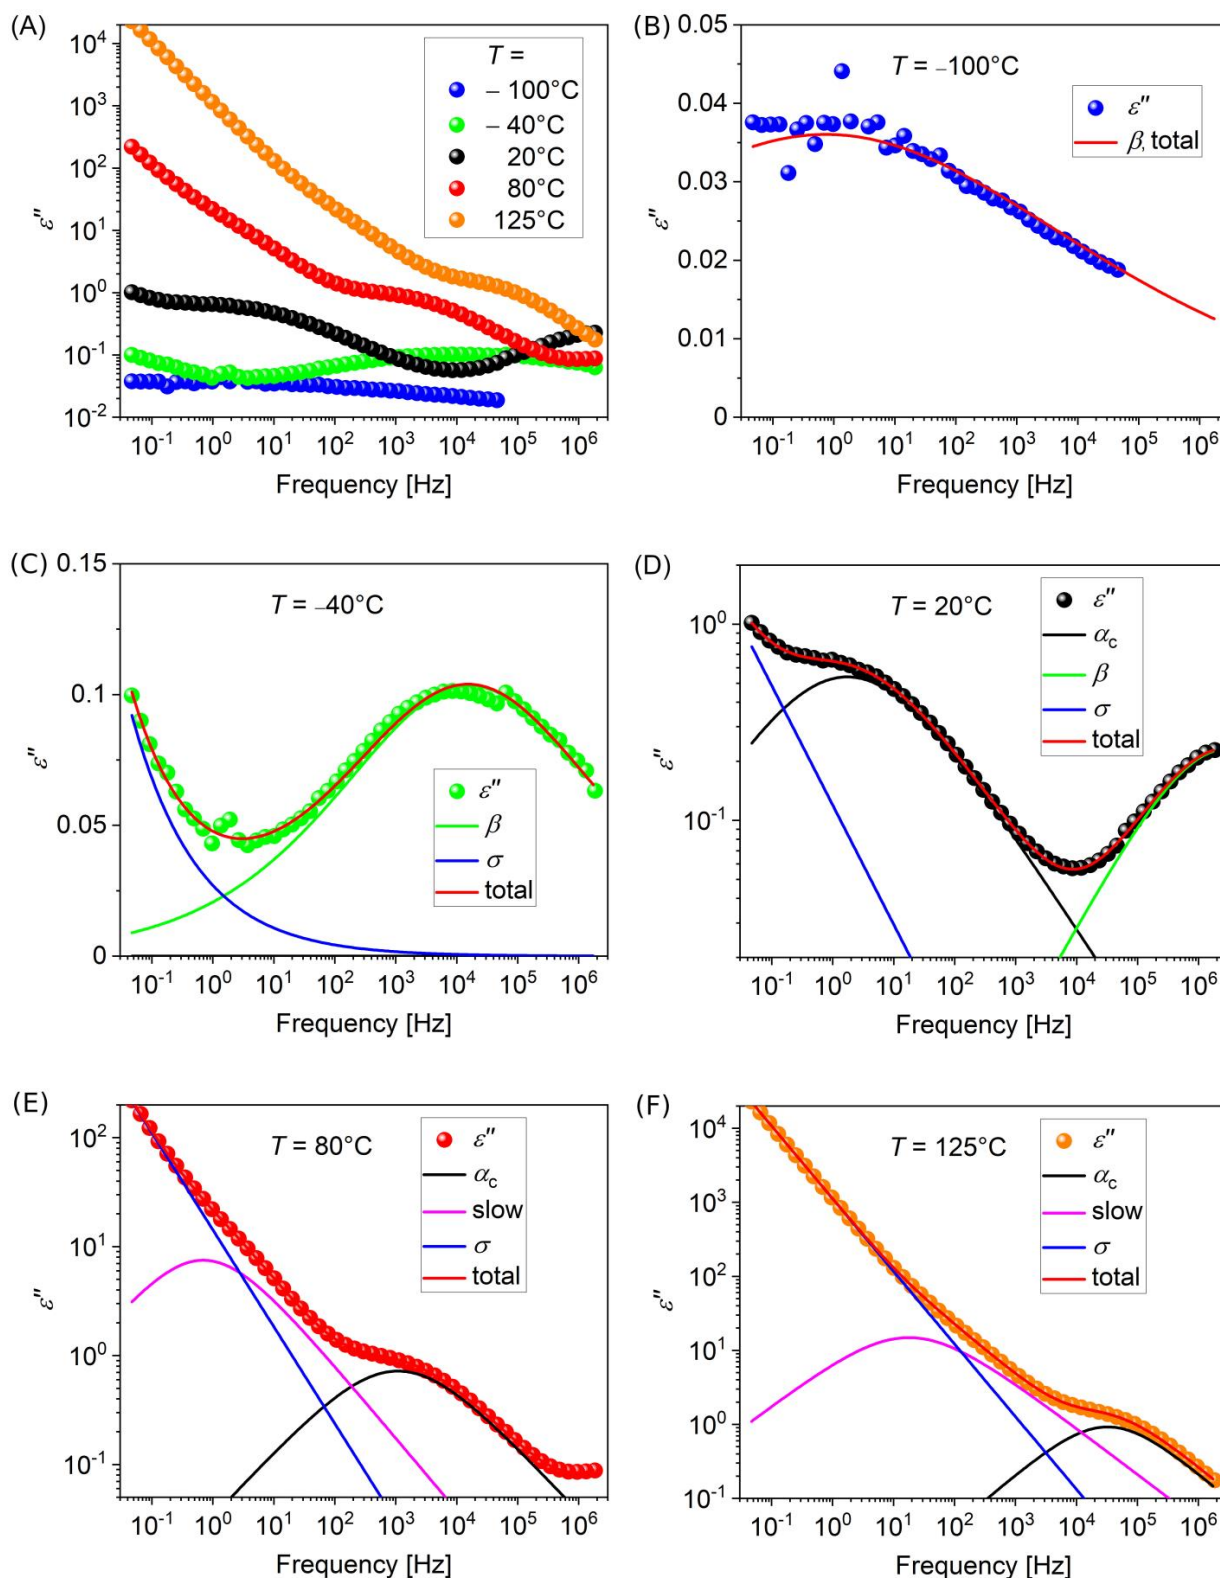 (A)
10⁴
10³
10²
10¹
10⁰
10⁻¹
10⁻²
ε″
T =
– 100°C
– 40°C
20°C
80°C
125°C
10⁻¹ 10⁰ 10¹ 10² 10³ 10⁴ 10⁵ 10⁶
Frequency [Hz]
(B)
0.05
0.04
0.03
0.02
0.01
0
ε″
T = –100°C
ε″
β, total
10⁻¹ 10⁰ 10¹ 10² 10³ 10⁴ 10⁵ 10⁶
Frequency [Hz]
(C)
0.15
0.1
0.05
0
ε″
T = –40°C
ε″
β
σ
total
10⁻¹ 10⁰ 10¹ 10² 10³ 10⁴ 10⁵ 10⁶
Frequency [Hz]
(D)
10⁰
10⁻¹
ε″
T = 20°C
ε″
α_c
β
σ
total
10⁻¹ 10⁰ 10¹ 10² 10³ 10⁴ 10⁵ 10⁶
Frequency [Hz]
(E)
10²
10¹
10⁰
10⁻¹
ε″
T = 80°C
ε″
α_c
slow
σ
total
10⁻¹ 10⁰ 10¹ 10² 10³ 10⁴ 10⁵ 10⁶
Frequency [Hz]
(F)
10⁴
10³
10²
10¹
10⁰
10⁻¹
ε″
T = 125°C
ε″
α_c
slow
σ
total
10⁻¹ 10⁰ 10¹ 10² 10³ 10⁴ 10⁵ 10⁶
Frequency [Hz]